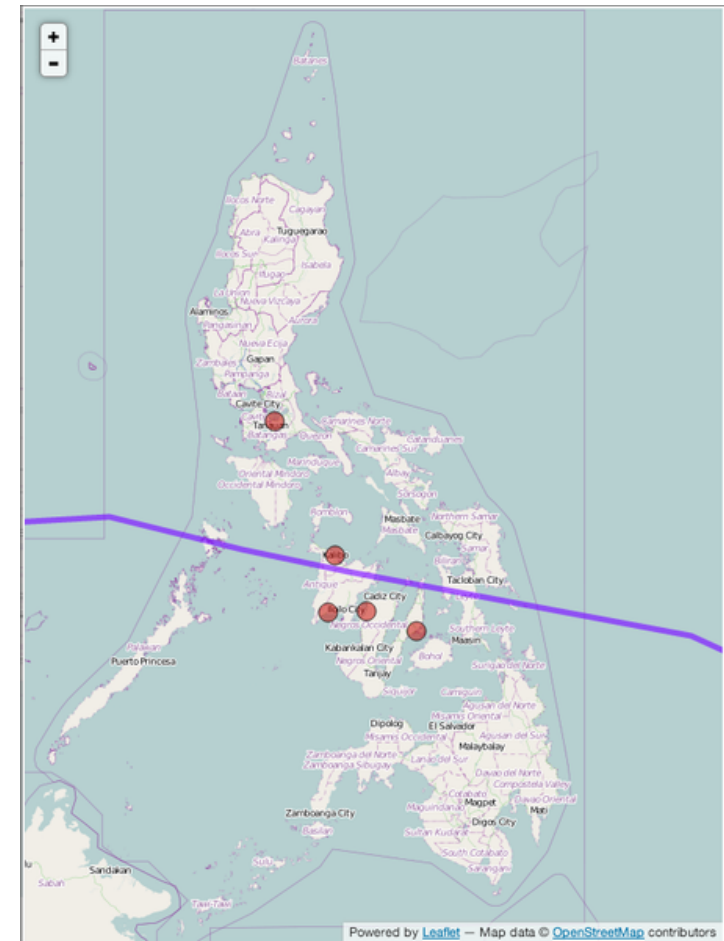 +
-
Batanes
Ilocos Norte
Cagayan
Abra
Tuguegarao
Kalinga
Ilocos Sur
Isabela
Ifugao
La Union
Nueva Vizcaya
Alaminos
Aurora
Pangasinan
Nueva Ecija
Gapan
Zambales
Pampanga
Bataan
Rizal
Cavite City
Batangas
Quezon
Camarines Norte
Catanduanes
Camarines Sur
Marinduque
Albay
Oriental Mindoro
Occidental Mindoro
Sorsogon
Romblon
Masbate
Northern Samar
Masbate
Calbayog City
Samar
Kalibo
Biliran
Tacloban City
Antique
Cadiz City
Iloilo City
Negros Occidental
Southern Leyte
Maasin
Kabankalan City
Bohol
Palawan
Puerto Princesa
Negros Oriental
Surigao del Norte
Tanjay
Siquijor
Camiguin
Agusan del Norte
Dipolog
Misamis Oriental
El Salvador
Misamis Occidental
Agusan del Sur
Malaybalay
Zamboanga del Norte
Lanao del Sur
Zamboanga Sibugay
Davao del Norte
Compostela Valley
Cotabato
Maguindanao
Magpet
Davao Oriental
Mati
Zamboanga City
Digos City
Basilan
Sultan Kudarat
South Cotabato
Sulu
Sarangani
Sandakan
Sabah
Tawi-Tawi
Powered by Leaflet — Map data © OpenStreetMap contributors